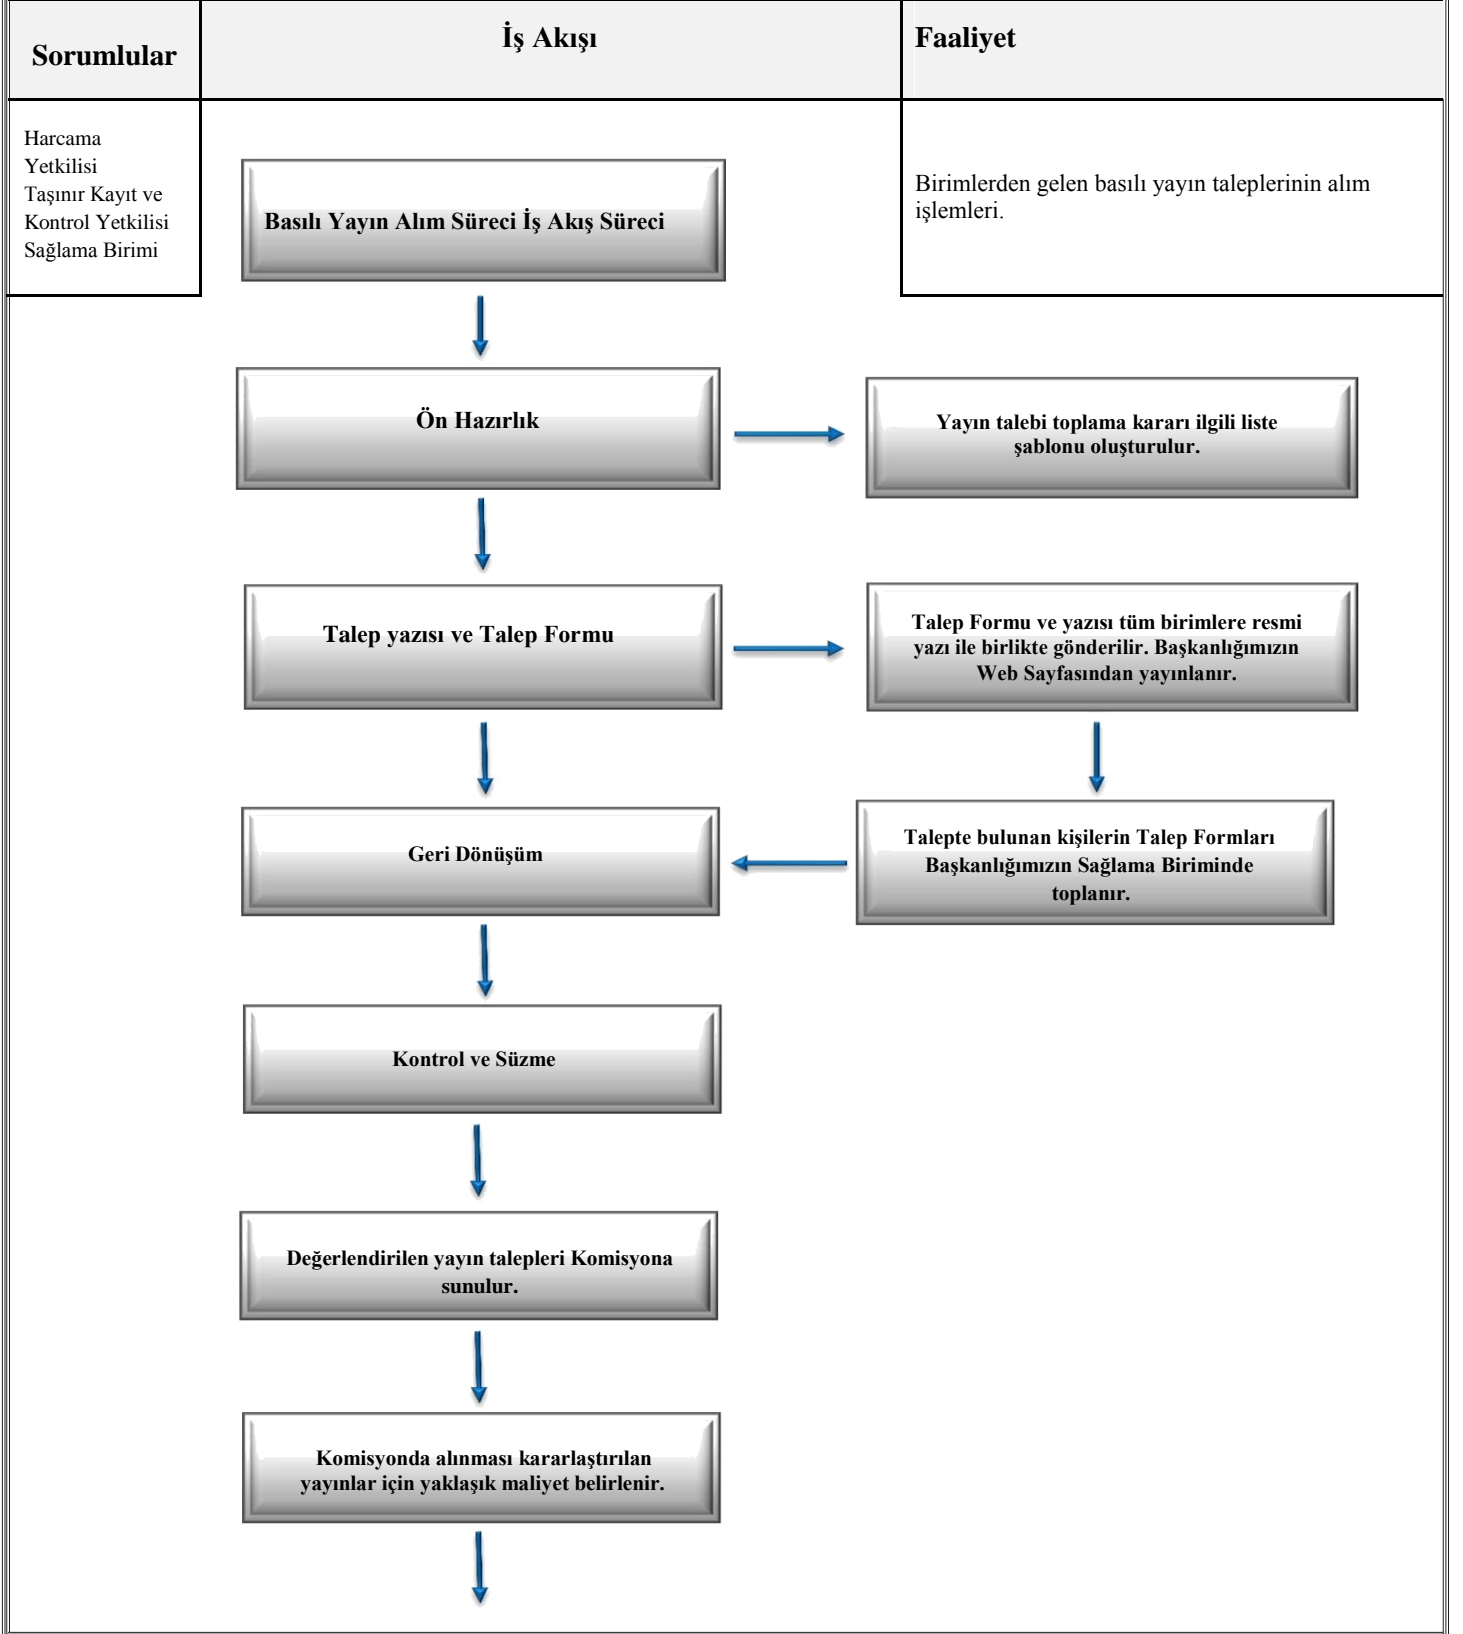 Sorumlular
İş Akışı
Faaliyet
Harcama
Yetkilisi
Taşınır Kayıt ve
Kontrol Yetkilisi
Sağlama Birimi
Basılı Yayın Alım Süreci İş Akış Süreci
Birimlerden gelen basılı yayın taleplerinin alım
işlemleri.
Ön Hazırlık
Yayın talebi toplama kararı ilgili liste
şablonu oluşturulur.
Talep yazısı ve Talep Formu
Talep Formu ve yazısı tüm birimlere resmi
yazı ile birlikte gönderilir. Başkanlığımızın
Web Sayfasından yayınlanır.
Geri Dönüşüm
Talepte bulunan kişilerin Talep Formları
Başkanlığımızın Sağlama Biriminde
toplanır.
Kontrol ve Süzme
Değerlendirilen yayın talepleri Komisyona
sunulur.
Komisyonda alınması kararlaştırılan
yayınlar için yaklaşık maliyet belirlenir.